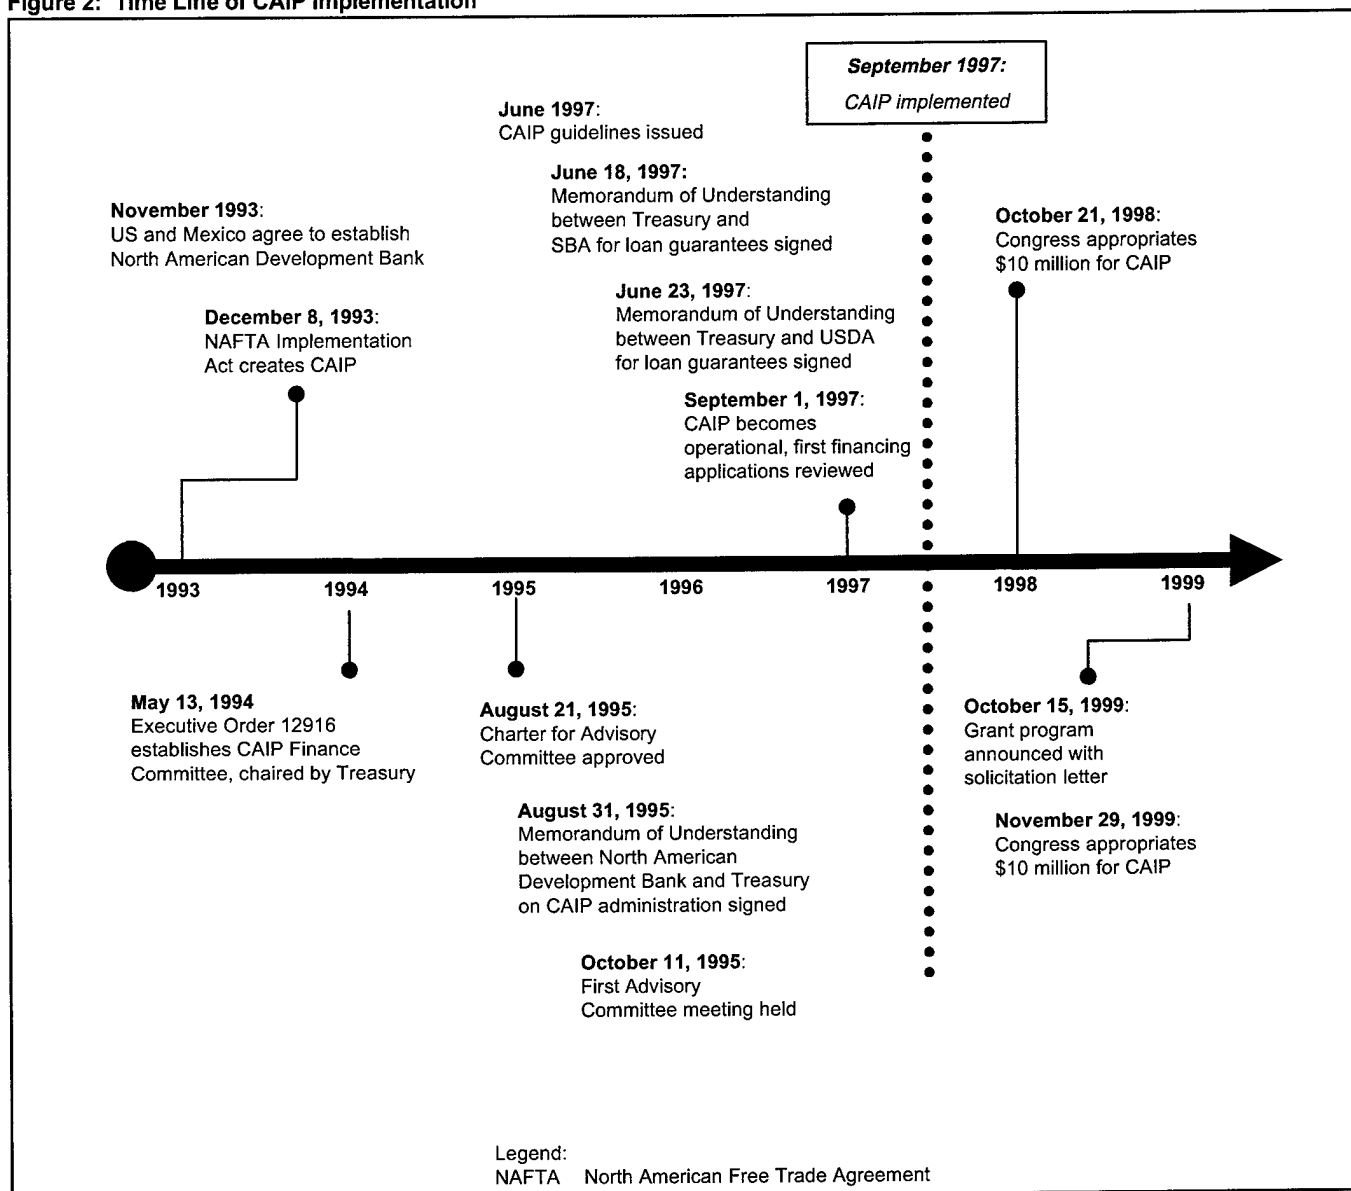 Figure 2: Time Line of CAIP Implementation
September 1997:
CAIP implemented
June 1997:
CAIP guidelines issued
June 18, 1997:
Memorandum of Understanding
between Treasury and
SBA for loan guarantees signed
November 1993:
US and Mexico agree to establish
North American Development Bank
October 21, 1998:
Congress appropriates
$10 million for CAIP
June 23, 1997:
Memorandum of Understanding
between Treasury and USDA
for loan guarantees signed
December 8, 1993:
NAFTA Implementation
Act creates CAIP
September 1, 1997:
CAIP becomes
operational, first financing
applications reviewed
1993 1994 1995 1996 1997 1998 1999
May 13, 1994
Executive Order 12916
establishes CAIP Finance
Committee, chaired by Treasury
August 21, 1995:
Charter for Advisory
Committee approved
October 15, 1999:
Grant program
announced with
solicitation letter
August 31, 1995:
Memorandum of Understanding
between North American
Development Bank and Treasury
on CAIP administration signed
November 29, 1999:
Congress appropriates
$10 million for CAIP
October 11, 1995:
First Advisory
Committee meeting held
Legend:
NAFTA North American Free Trade Agreement